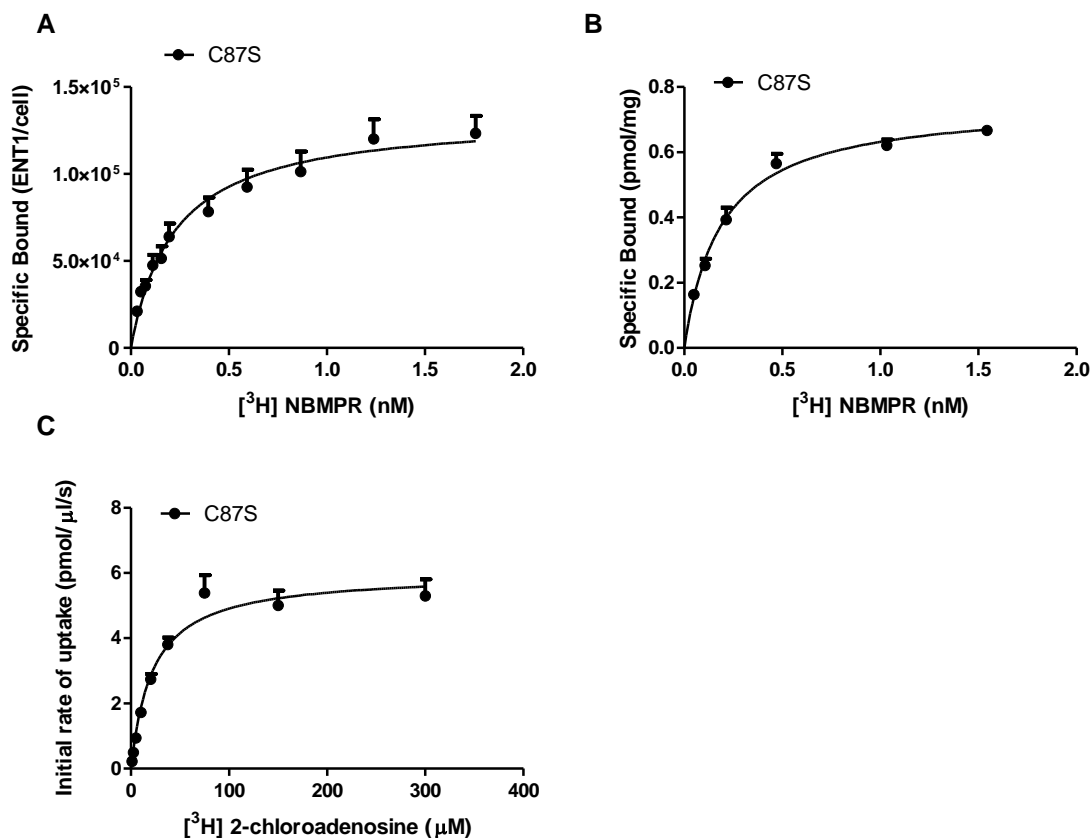 A
C87S
Specific Bound (ENT1/cell)
1.5×10⁵
1.0×10⁵
5.0×10⁴
0
0.0 0.5 1.0 1.5 2.0
[³H] NBMPR (nM)
B
C87S
Specific Bound (pmol/mg)
0.8
0.6
0.4
0.2
0.0
0.0 0.5 1.0 1.5 2.0
[³H] NBMPR (nM)
C
C87S
Initial rate of uptake (pmol/μl/s)
8
6
4
2
0
0 100 200 300 400
[³H] 2-chloroadenosine (μM)